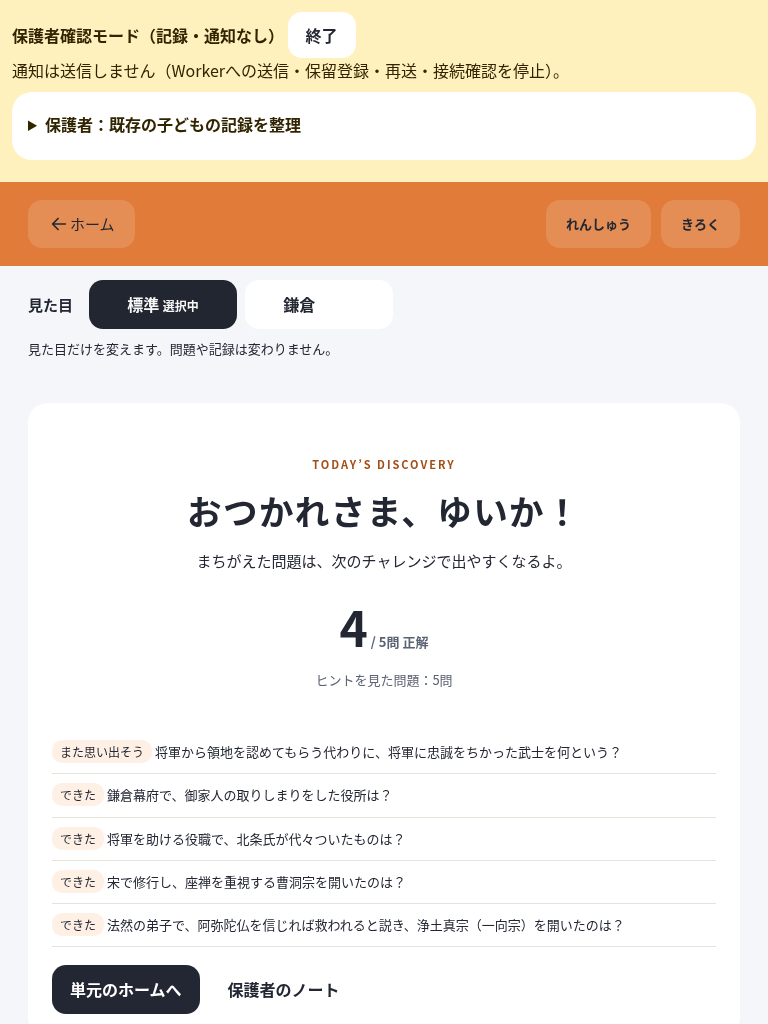 保護者確認モード（記録・通知なし） 終了
通知は送信しません（Workerへの送信・保留登録・再送・接続確認を停止）。
▶ 保護者：既存の子どもの記録を整理
← ホーム れんしゅう きろく
見た目 標準 選択中 鎌倉
見た目だけを変えます。問題や記録は変わりません。
TODAY’S DISCOVERY
おつかれさま、ゆいか！
まちがえた問題は、次のチャレンジで出やすくなるよ。
4 / 5問 正解
ヒントを見た問題：5問
また思い出そう 将軍から領地を認めてもらう代わりに、将軍に忠誠をちかった武士を何という？
できた 鎌倉幕府で、御家人の取りしまりをした役所は？
できた 将軍を助ける役職で、北条氏が代々ついたものは？
できた 宋で修行し、座禅を重視する曹洞宗を開いたのは？
できた 法然の弟子で、阿弥陀仏を信じれば救われると説き、浄土真宗（一向宗）を開いたのは？
単元のホームへ 保護者のノート